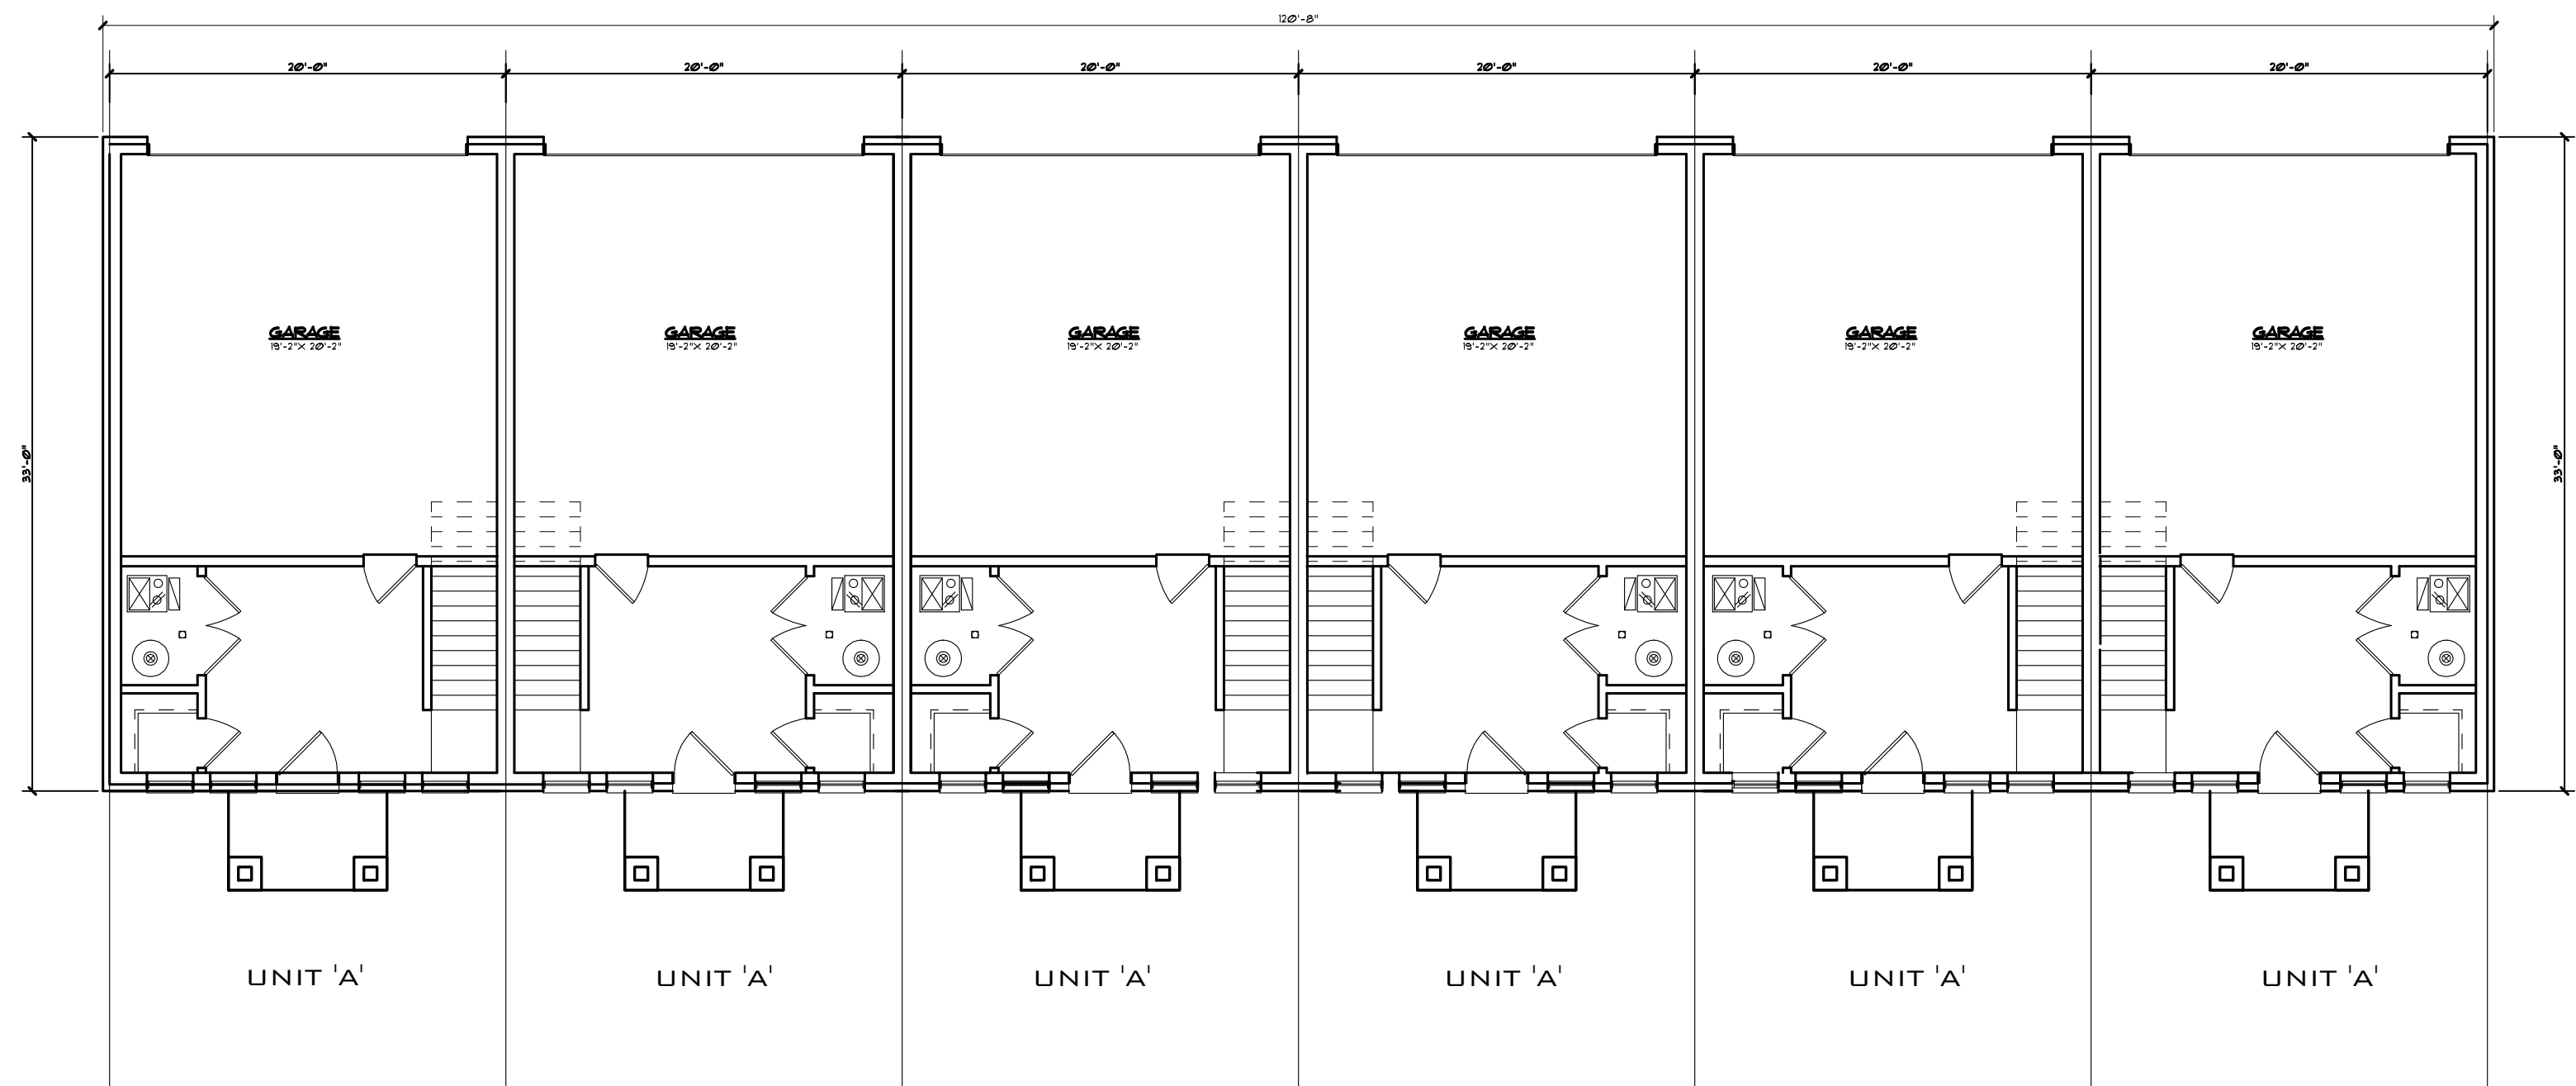 120'-8"
20'-0" 20'-0" 20'-0" 20'-0" 20'-0" 20'-0"
GARAGE GARAGE GARAGE GARAGE GARAGE GARAGE
19'-2"X 20'-2" 19'-2"X 20'-2" 19'-2"X 20'-2" 19'-2"X 20'-2" 19'-2"X 20'-2" 19'-2"X 20'-2"
33'-0" 33'-0"
UNIT 'A' UNIT 'A' UNIT 'A' UNIT 'A' UNIT 'A' UNIT 'A'